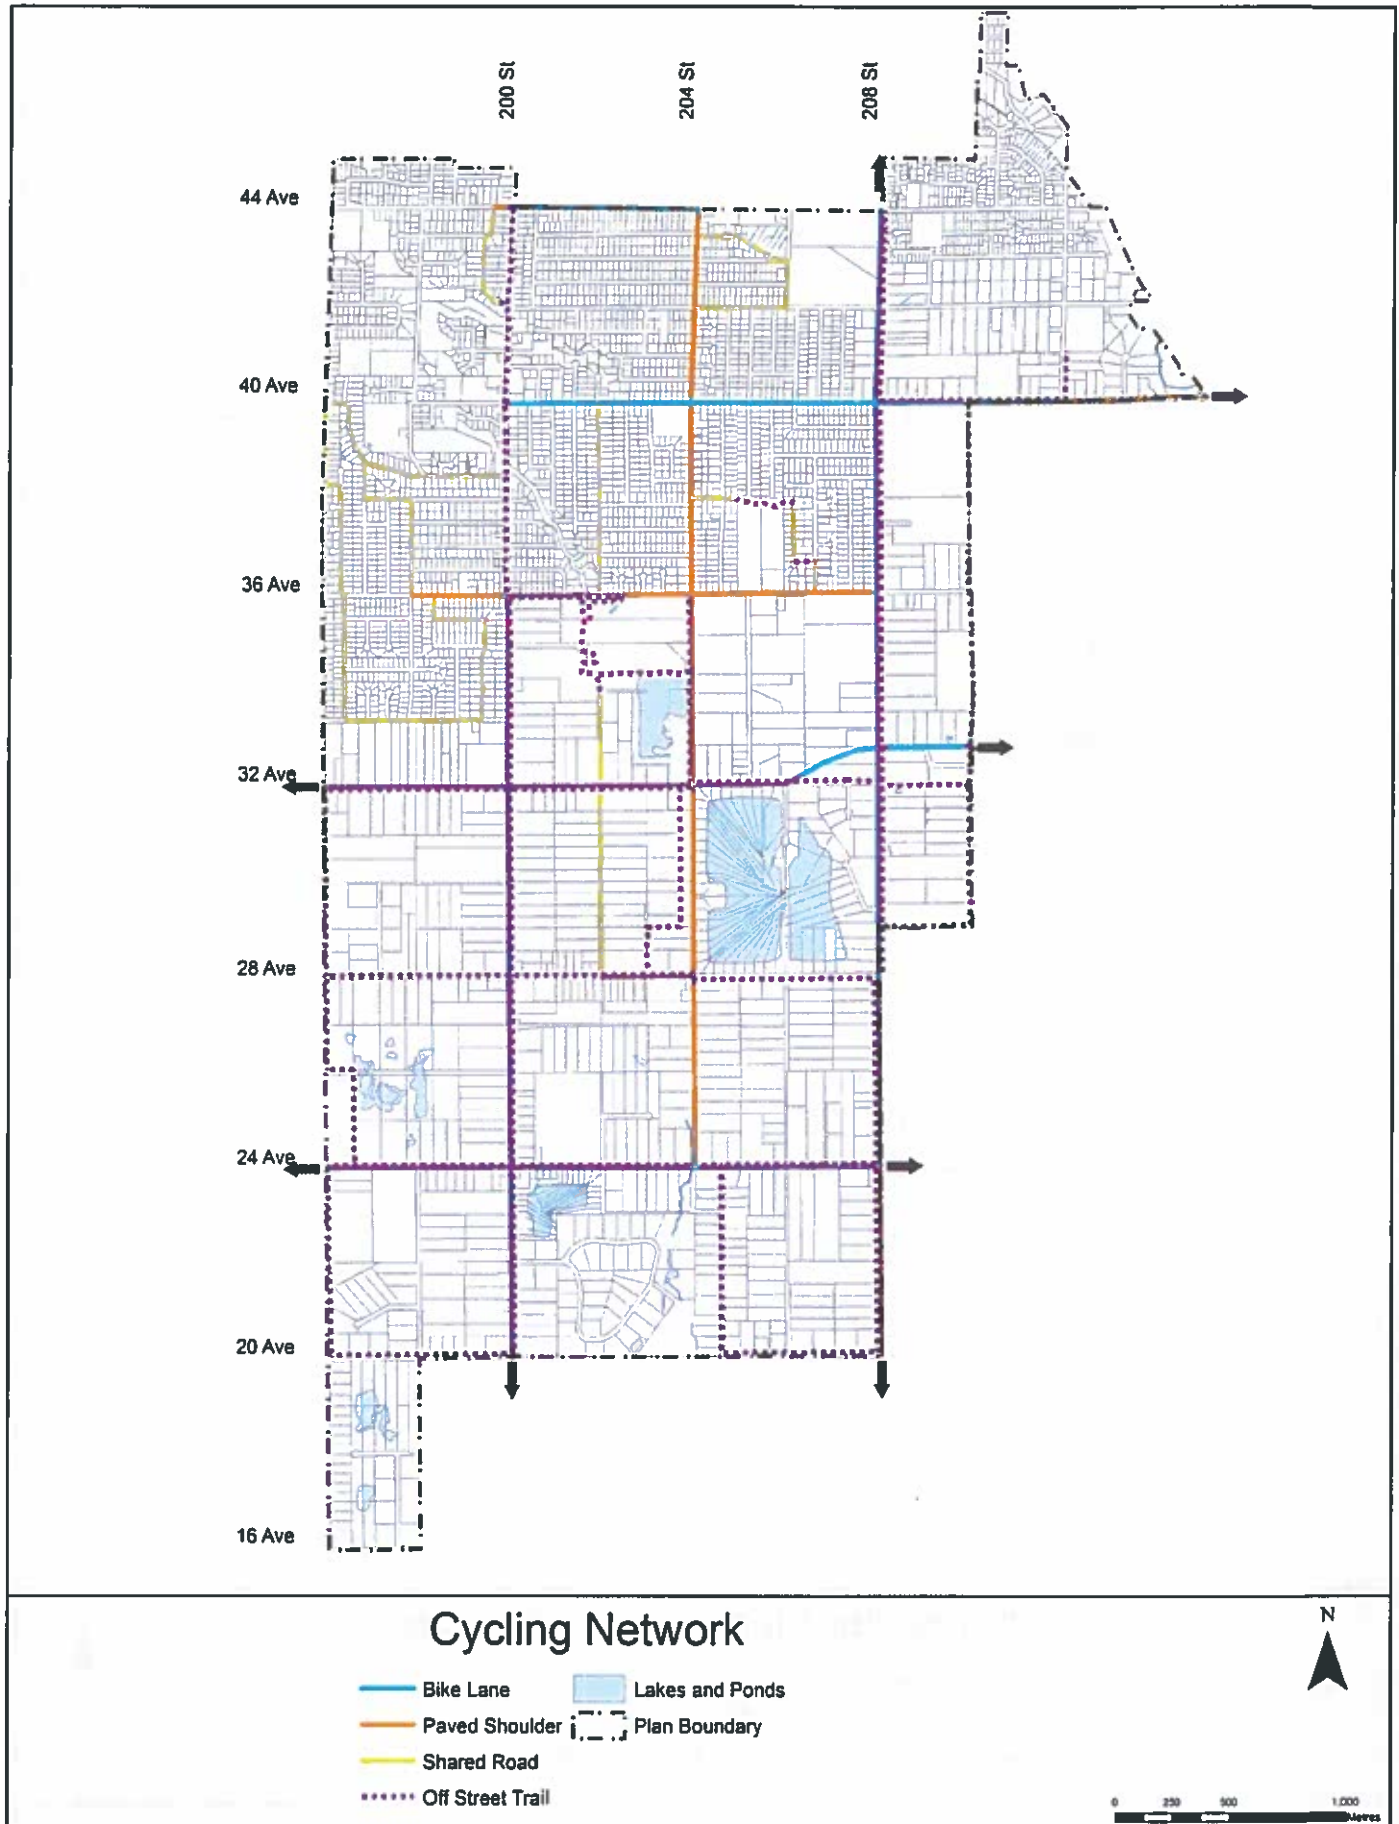 200 St
204 St
208 St
44 Ave
40 Ave
36 Ave
32 Ave
28 Ave
24 Ave
20 Ave
16 Ave
Cycling Network
N
Bike Lane
Lakes and Ponds
Paved Shoulder
Plan Boundary
Shared Road
Off Street Trail
0 250 500 1,000
Metres